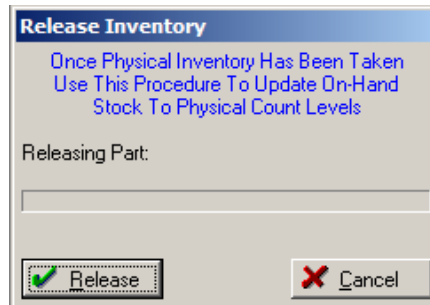 Release Inventory
Once Physical Inventory Has Been Taken
Use This Procedure To Update On-Hand
Stock To Physical Count Levels
Releasing Part:
Release
Cancel